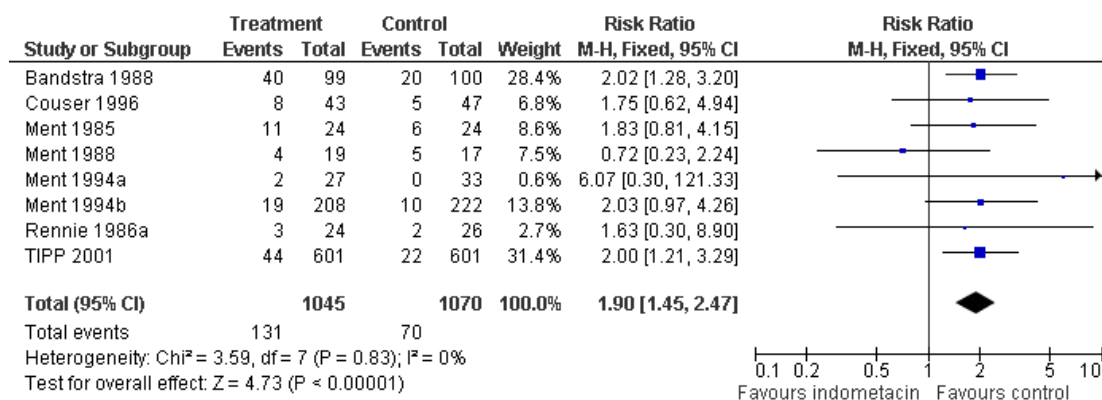 Treatment Control Risk Ratio Risk Ratio
Study or Subgroup Events Total Events Total Weight M-H, Fixed, 95% CI M-H, Fixed, 95% CI
Bandstra 1988 40 99 20 100 28.4% 2.02 [1.28, 3.20]
Couser 1996 8 43 5 47 6.8% 1.75 [0.62, 4.94]
Ment 1985 11 24 6 24 8.6% 1.83 [0.81, 4.15]
Ment 1988 4 19 5 17 7.5% 0.72 [0.23, 2.24]
Ment 1994a 2 27 0 33 0.6% 6.07 [0.30, 121.33]
Ment 1994b 19 208 10 222 13.8% 2.03 [0.97, 4.26]
Rennie 1986a 3 24 2 26 2.7% 1.63 [0.30, 8.90]
TIPP 2001 44 601 22 601 31.4% 2.00 [1.21, 3.29]
Total (95% CI) 1045 1070 100.0% 1.90 [1.45, 2.47]
Total events 131 70
Heterogeneity: Chi² = 3.59, df = 7 (P = 0.83); I² = 0%
Test for overall effect: Z = 4.73 (P < 0.00001)
0.1 0.2 0.5 1 2 5 10
Favours indometacin Favours control